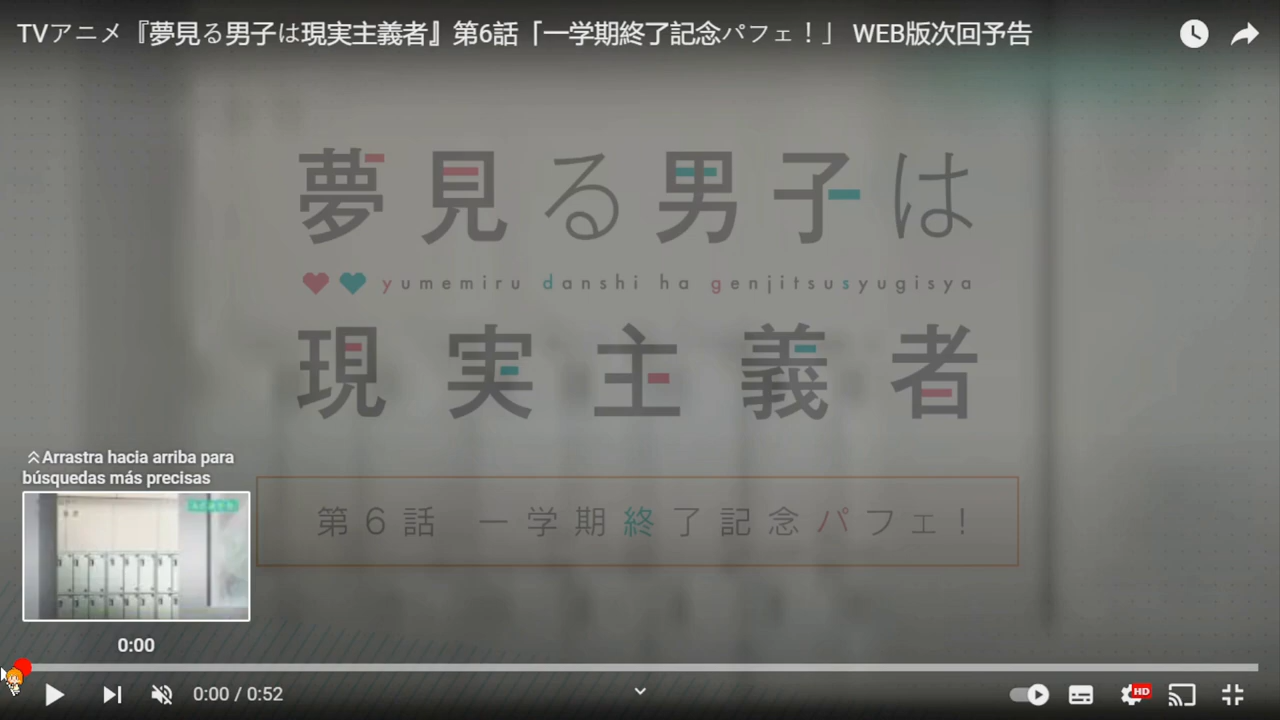 TVアニメ『夢見る男子は現実主義者』第6話「一学期終了記念パフェ！」 WEB版次回予告
夢見る男子は
yumemiru danshi ha genjitsusyugisya
現実主義者
Arrastra hacia arriba para
búsquedas más precisas
第6話 一学期終了記念パフェ！
0:00
0:00 / 0:52
HD